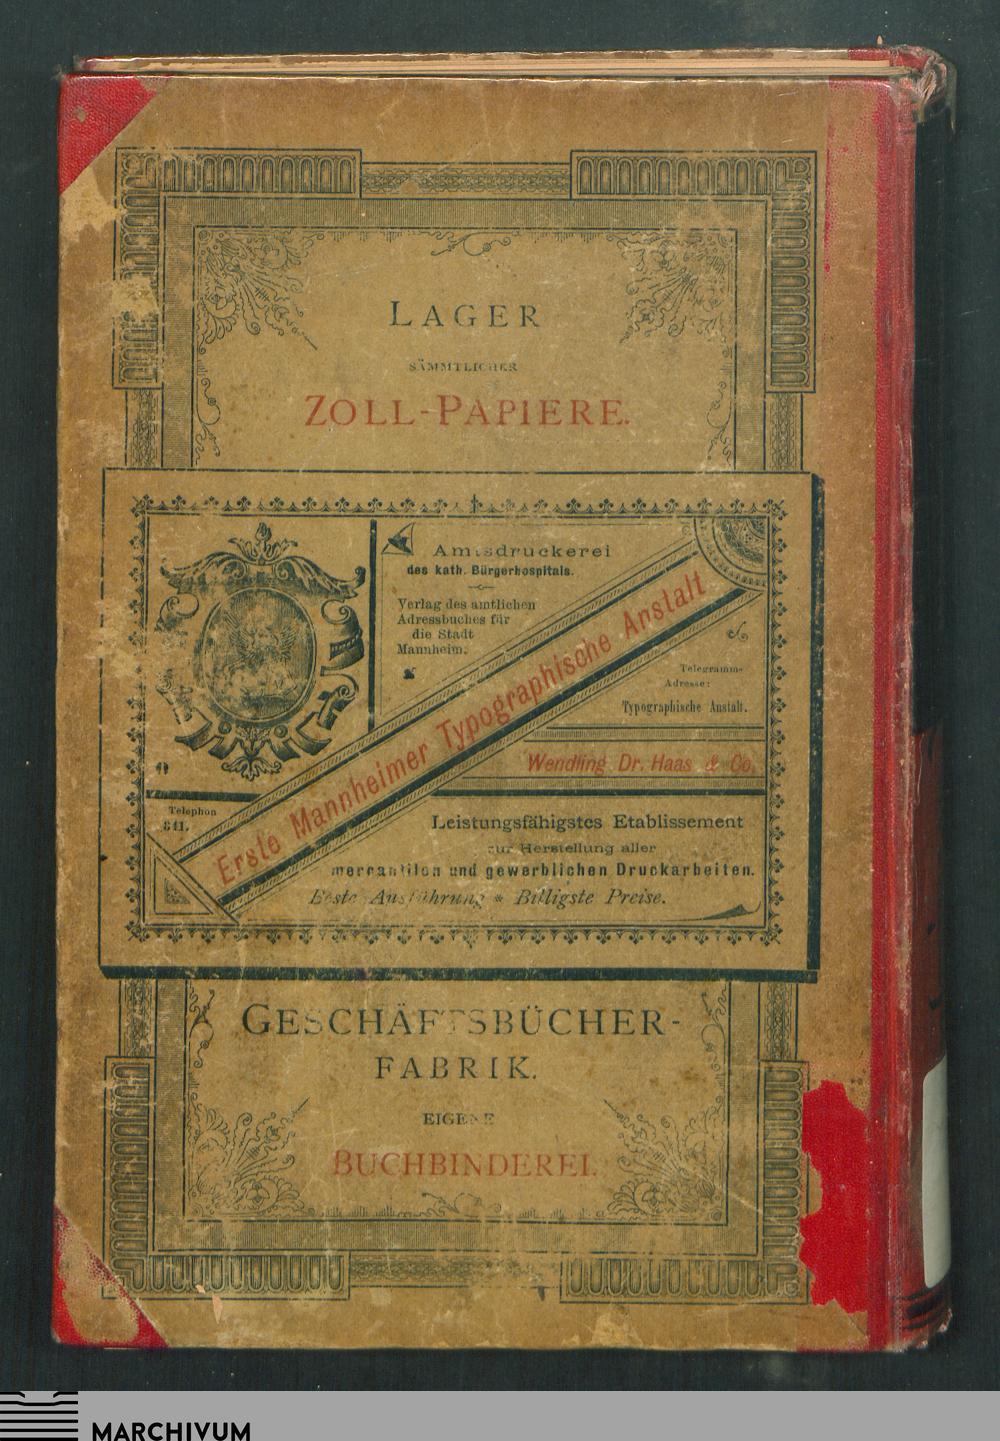 LAGER
SÄMMTLICHER
ZOLL-PAPIERE.
Amtsdruckerei
des kath. Bürgerhospitals.
Verlag des amtlichen
Adressbuches für
die Stadt
Mannheim.
Erste Mannheimer Typographische Anstalt
Telegramm-
Adresse:
Typographische Anstalt.
Wendling Dr. Haas & Co.
Telephon
841.
Leistungsfähigstes Etablissement
zur Herstellung aller
mercantilen und gewerblichen Druckarbeiten.
Beste Ausführung * Billigste Preise.
GESCHÄFTSBÜCHER-
FABRIK.
EIGENE
BUCHBINDEREI.
MARCHIVUM